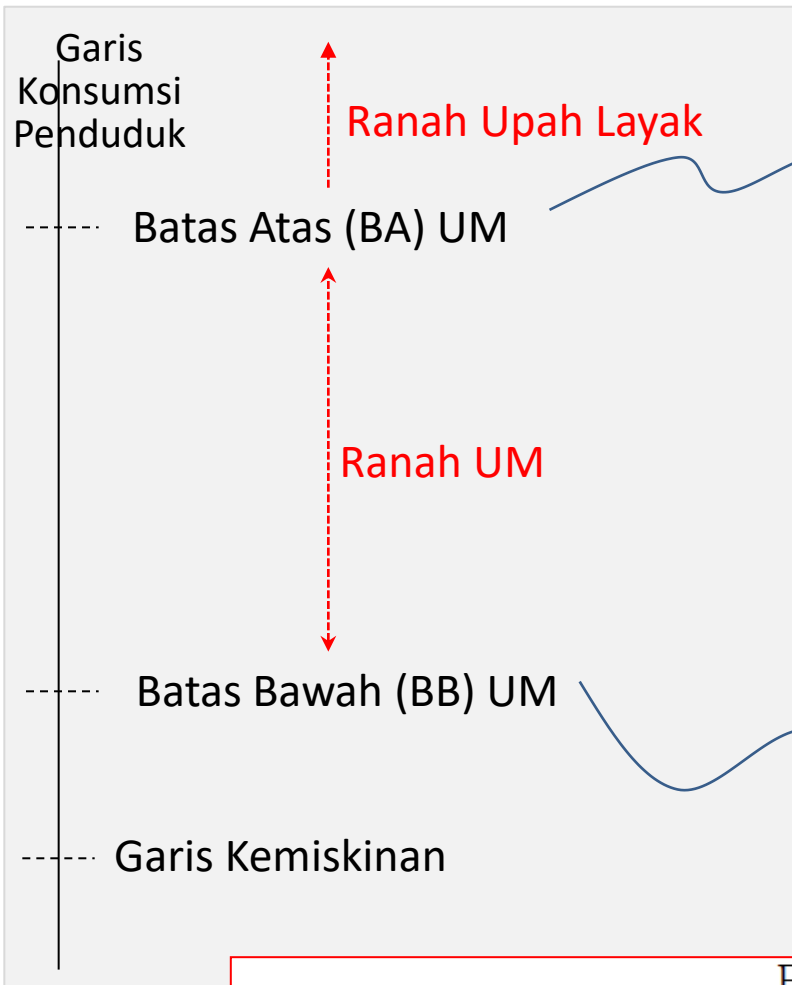 Garis
Konsumsi
Penduduk
Ranah Upah Layak
Batas Atas (BA) UM
Ranah UM
Batas Bawah (BB) UM
Garis Kemiskinan